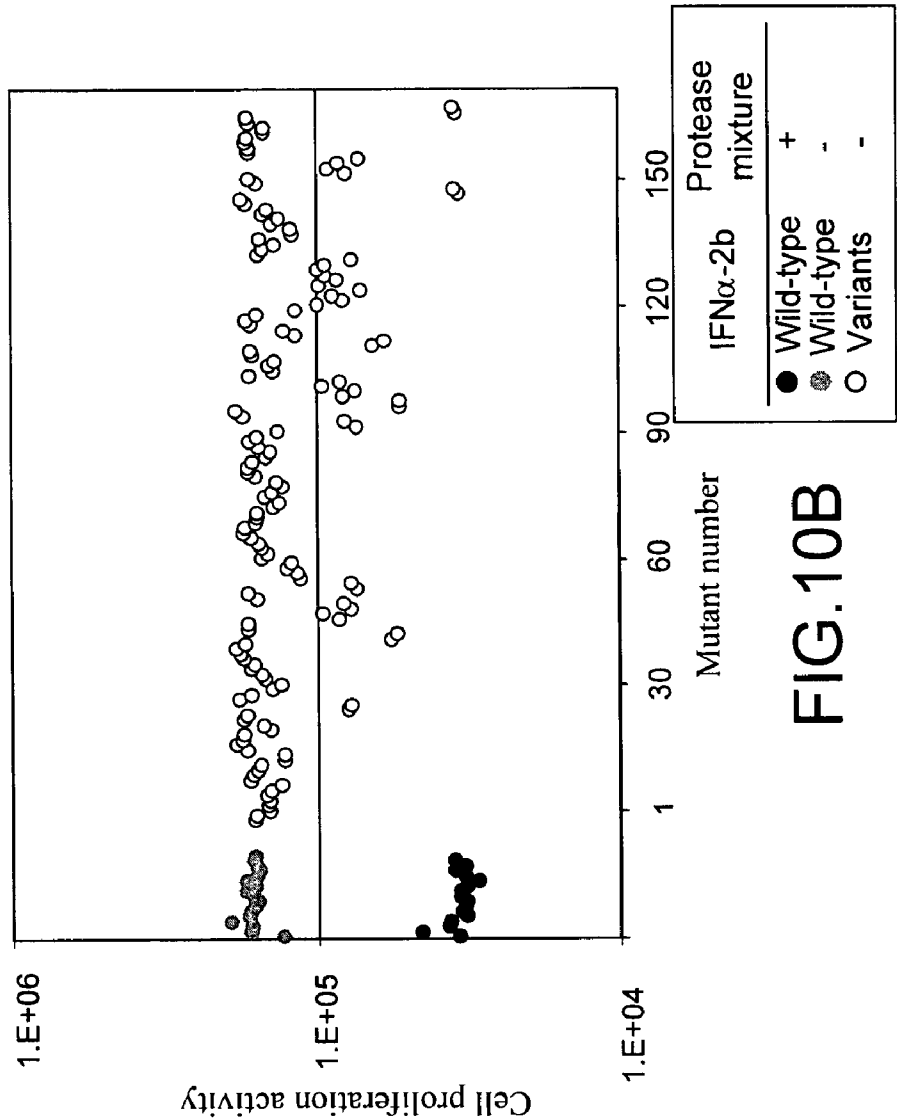 1.E+06
1.E+05
1.E+04
Cell proliferation activity
1
30
60
90
120
150
Mutant number
IFNα-2b
Protease mixture
Wild-type +
Wild-type -
Variants -
FIG.10B